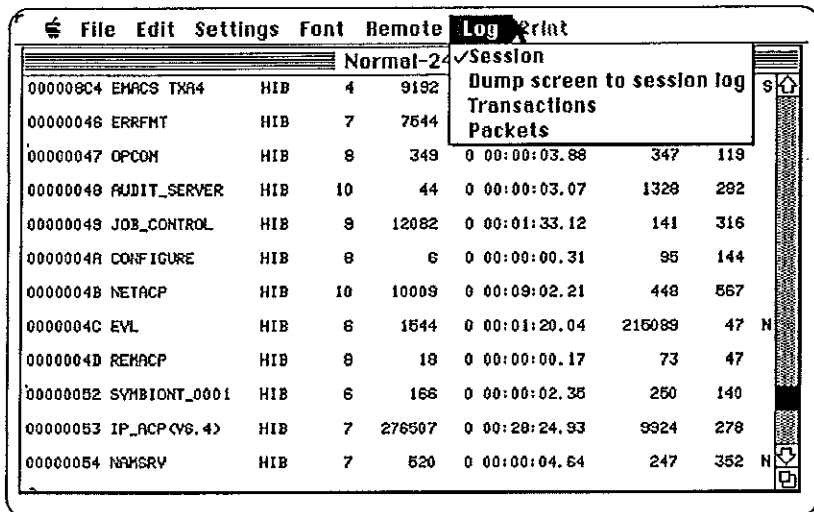 File Edit Settings Font Remote Log Print
Normal-24
✓Session
Dump screen to session log
Transactions
Packets
000008C4 EMACS TXA4 HIB 4 9192 S
00000046 ERRFMT HIB 7 7544
00000047 OPCOM HIB 8 349 0 00:00:03.88 347 119
00000048 AUDIT_SERVER HIB 10 44 0 00:00:03.07 1328 282
00000049 JOB_CONTROL HIB 9 12082 0 00:01:33.12 141 316
0000004A CONFIGURE HIB 8 6 0 00:00:00.31 95 144
0000004B NETACP HIB 10 10009 0 00:09:02.21 448 567
0000004C EVL HIB 6 1544 0 00:01:20.04 215089 47 N
0000004D REMACP HIB 8 18 0 00:00:00.17 73 47
00000052 SYMBIONT_0001 HIB 6 166 0 00:00:02.35 250 140
00000053 IP_ACP(V6.4) HIB 7 276507 0 00:28:24.93 9924 278
00000054 NAMSRV HIB 7 520 0 00:00:04.64 247 352 N